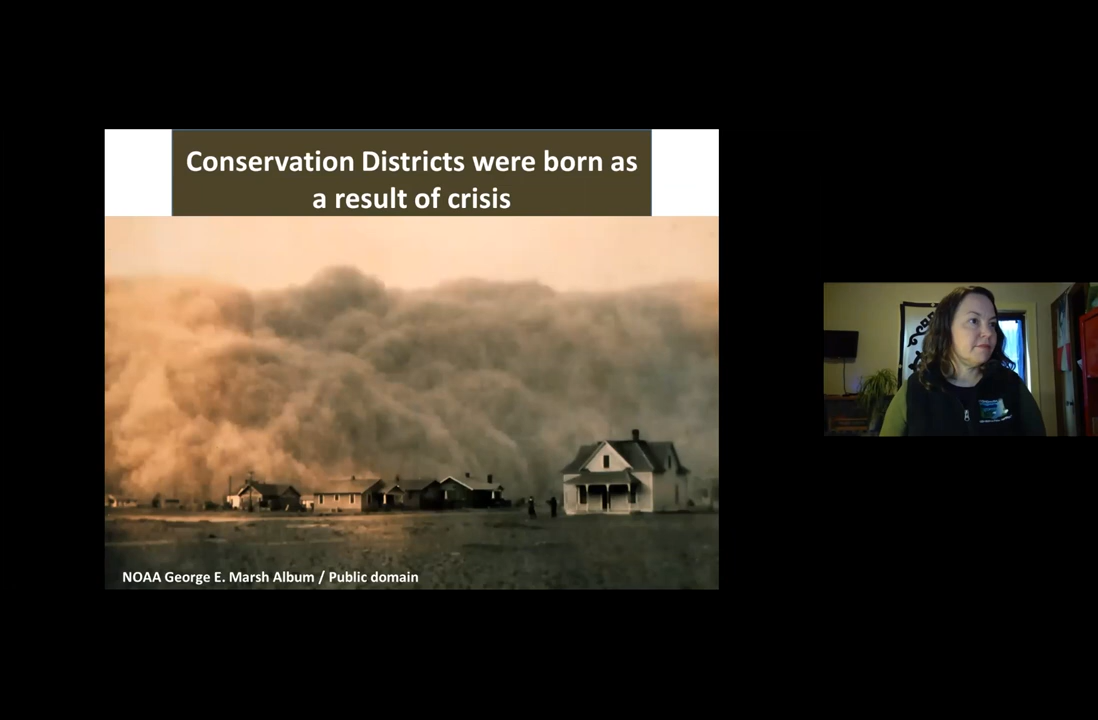 Conservation Districts were born as
a result of crisis
NOAA George E. Marsh Album / Public domain